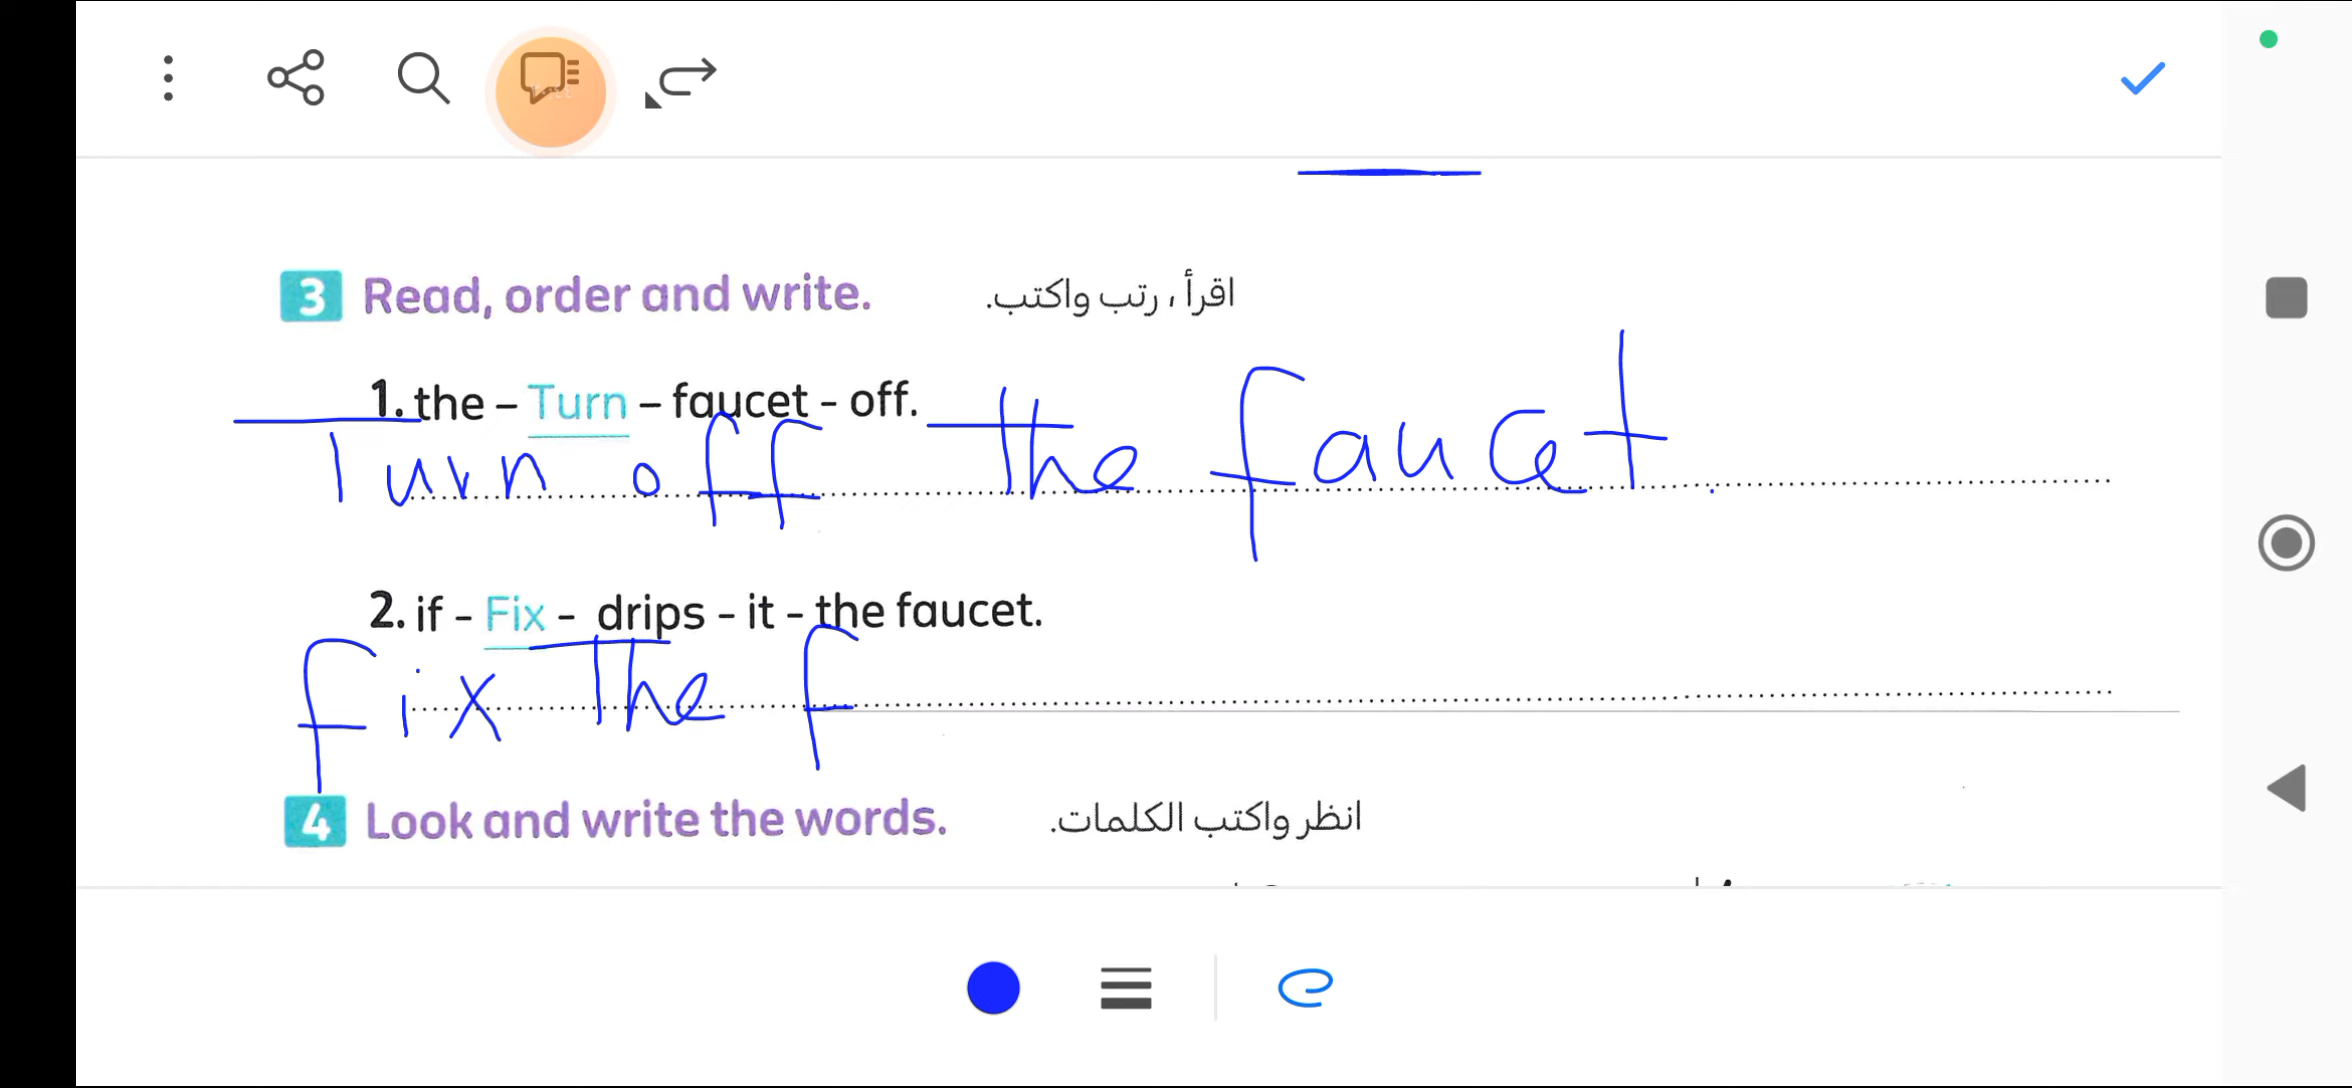 3 Read, order and write. اقرأ، رتب واكتب.
1. the – Turn – faucet - off.
Turn off the faucet.
2. if - Fix - drips - it - the faucet.
Fix the f
4 Look and write the words. انظر واكتب الكلمات.